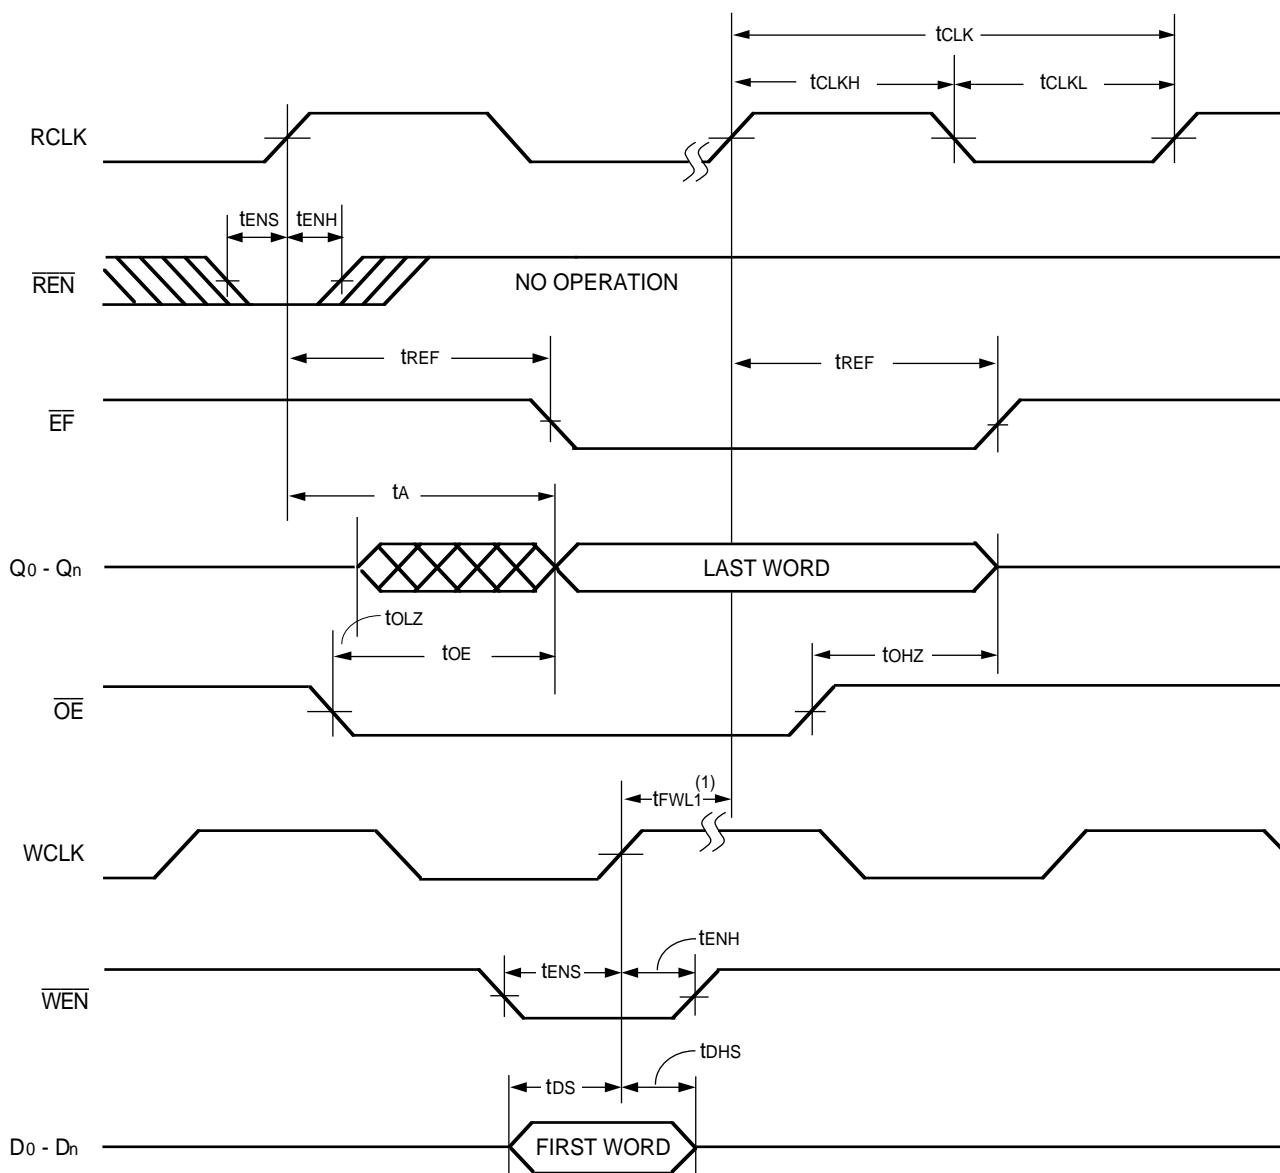 tCLK
tCLKH
tCLKL
RCLK
tENS
tENH
REN
NO OPERATION
tREF
tREF
EF
tA
Q0 - Qn
LAST WORD
tOLZ
tOE
tOHZ
OE
tFWL1(1)
WCLK
tENH
tENS
WEN
tDHS
tDS
D0 - Dn
FIRST WORD